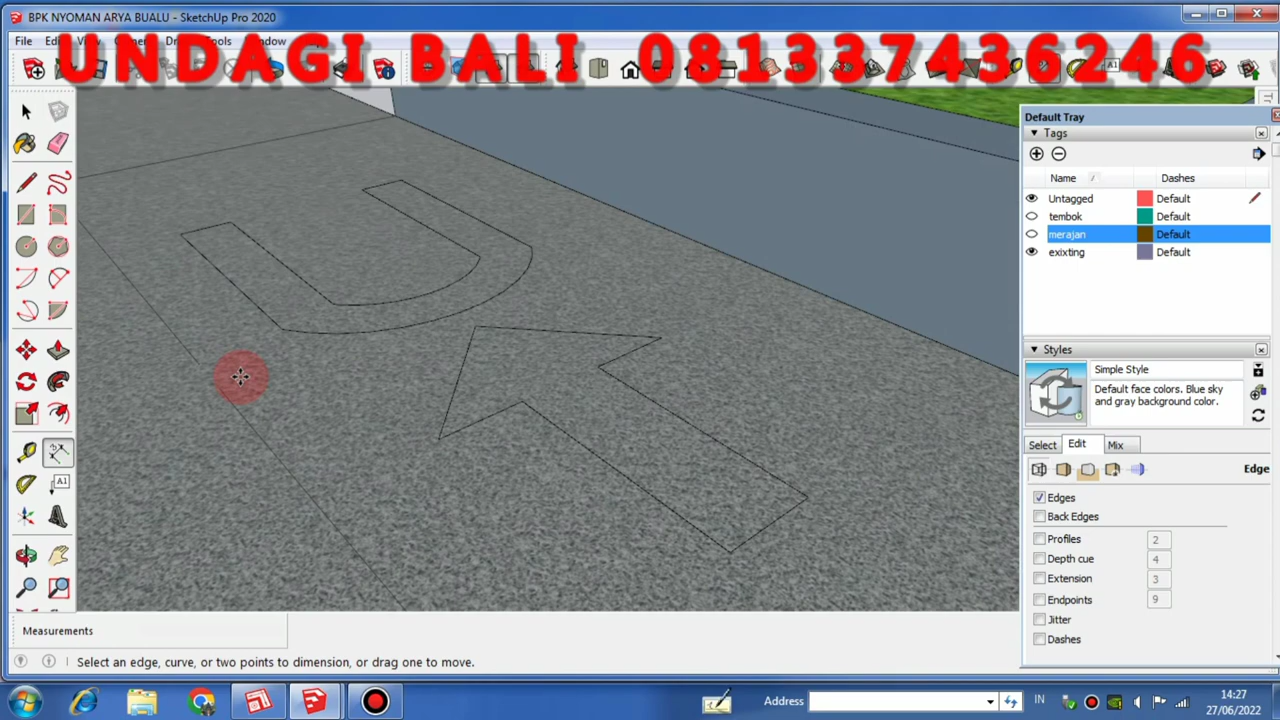 BPK NYOMAN ARYA BUALU - SketchUp Pro 2020
File
UNDAGI BALI 081337436246
Default Tray
Tags
Name Dashes
Untagged Default
tembok Default
merajan Default
exixting Default
Styles
Simple Style
Default face colors. Blue sky
and gray background color.
Select Edit Mix
Edge
Edges
Back Edges
Profiles 2
Depth cue 4
Extension 3
Endpoints 9
Jitter
Dashes
A1
U
Measurements
Select an edge, curve, or two points to dimension, or drag one to move.
Address IN 14:27
27/06/2022